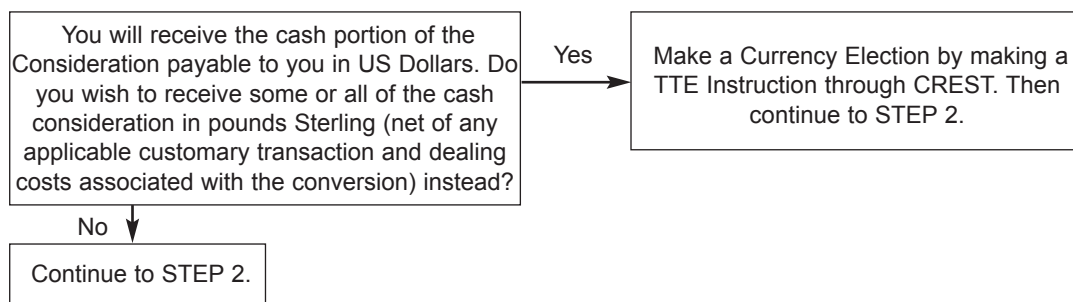 You will receive the cash portion of the
Consideration payable to you in US Dollars. Do
you wish to receive some or all of the cash
consideration in pounds Sterling (net of any
applicable customary transaction and dealing
costs associated with the conversion) instead?
Yes
Make a Currency Election by making a
TTE Instruction through CREST. Then
continue to STEP 2.
No
Continue to STEP 2.